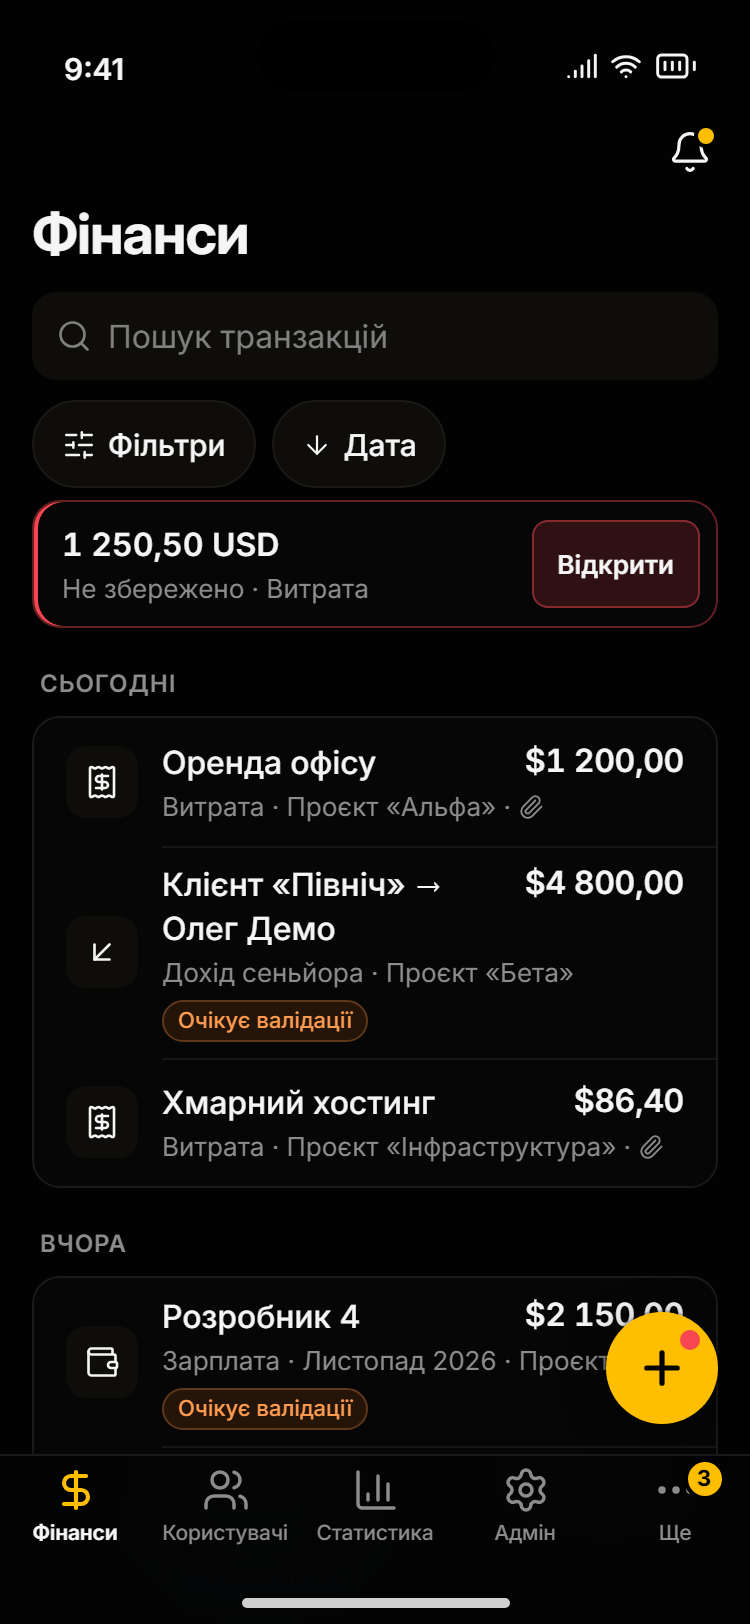 9:41
Фінанси
Пошук транзакцій
Фільтри
Дата
1 250,50 USD
Не збережено · Витрата
Відкрити
СЬОГОДНІ
Оренда офісу
$1 200,00
Витрата · Проєкт «Альфа» ·
Клієнт «Північ» →
$4 800,00
Олег Демо
Дохід сеньйора · Проєкт «Бета»
Очікує валідації
Хмарний хостинг
$86,40
Витрата · Проєкт «Інфраструктура» ·
ВЧОРА
Розробник 4
$2 150,00
Зарплата · Листопад 2026 · Проєкт
Очікує валідації
3
Фінанси
Користувачі
Статистика
Адмін
Ще